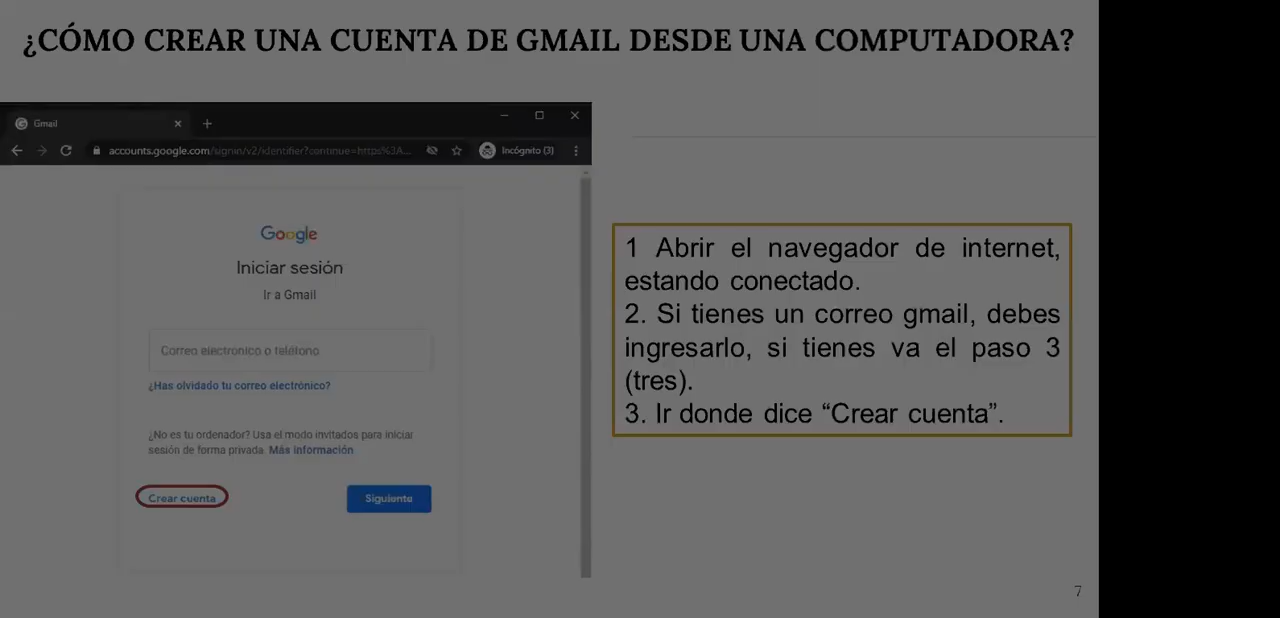 ¿CÓMO CREAR UNA CUENTA DE GMAIL DESDE UNA COMPUTADORA?
Gmail
accounts.google.com/signin/v2/identifier?continue=https%3A...
Incógnito (3)
Google
Iniciar sesión
Ir a Gmail
Correo electrónico o teléfono
¿Has olvidado tu correo electrónico?
¿No es tu ordenador? Usa el modo invitados para iniciar
sesión de forma privada. Más información
Crear cuenta
Siguiente
1 Abrir el navegador de internet,
estando conectado.
2. Si tienes un correo gmail, debes
ingresarlo, si tienes va el paso 3
(tres).
3. Ir donde dice “Crear cuenta”.
7